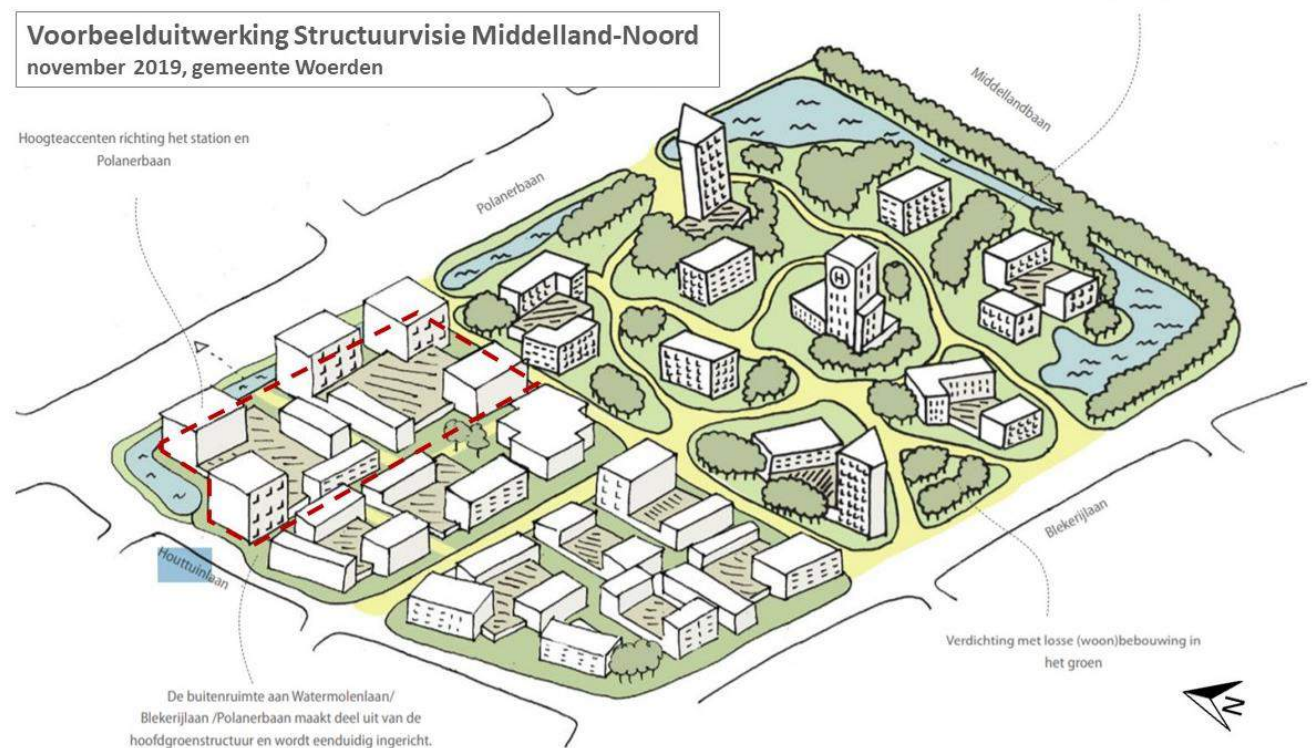 Voorbeelduitwerking Structuurvisie Middelland-Noord
november 2019, gemeente Woerden
Hoogteaccenten richting het station en
Polanerbaan
Polanerbaan
Middellandbaan
H
Houttuinlaan
Blekerijlaan
Verdichting met losse (woon)bebouwing in
het groen
De buitenruimte aan Watermolenlaan/
Blekerijlaan /Polanerbaan maakt deel uit van de
hoofdgroenstructuur en wordt eenduidig ingericht.
N